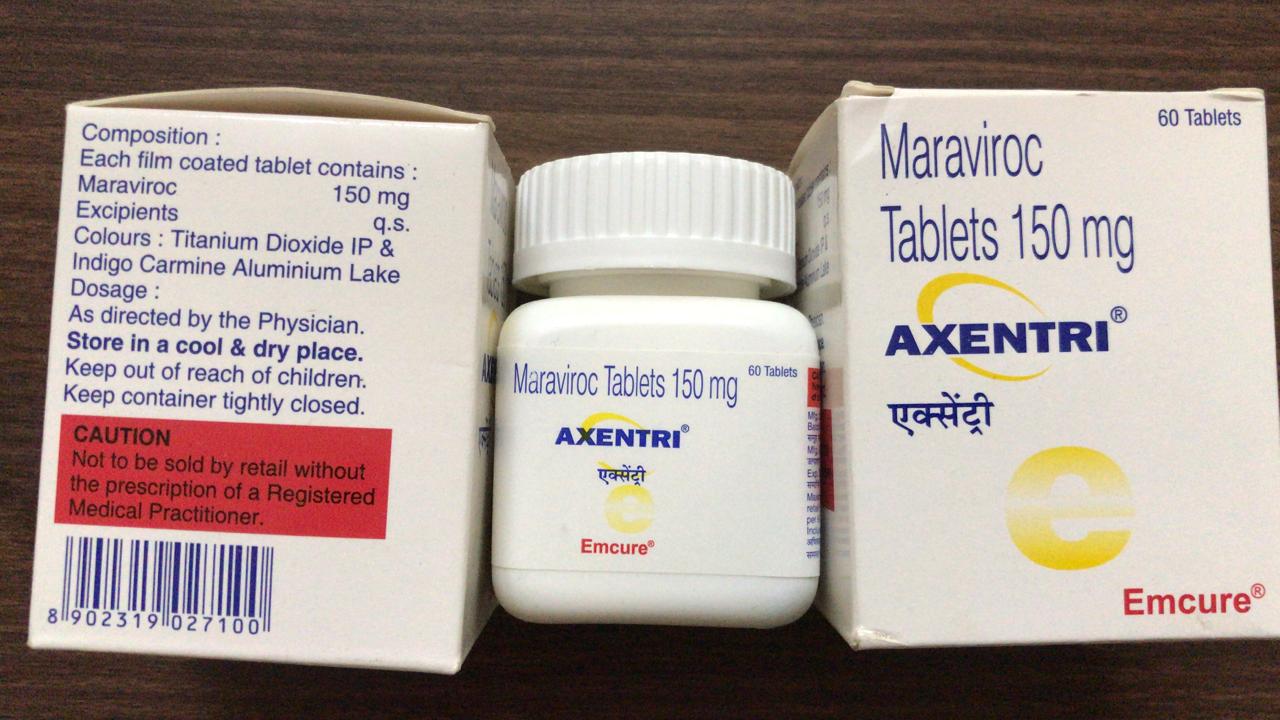 Composition :
Each film coated tablet contains :
Maraviroc 150 mg
Excipients q.s.
Colours : Titanium Dioxide IP &
Indigo Carmine Aluminium Lake
Dosage :
As directed by the Physician.
Store in a cool & dry place.
Keep out of reach of children.
Keep container tightly closed.
CAUTION
Not to be sold by retail without
the prescription of a Registered
Medical Practitioner.
8 902319 027100
Maraviroc Tablets 150 mg 60 Tablets
AXENTRI®
एक्सेंट्री
e
Emcure®
60 Tablets
Maraviroc
Tablets 150 mg
AXENTRI®
एक्सेंट्री
e
Emcure®